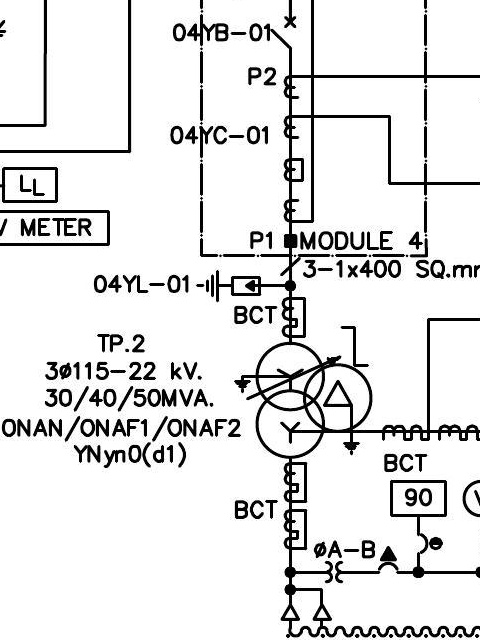 04YB-01
P2
04YC-01
LL
V METER
P1
MODULE 4
3-1x400 SQ.mm
04YL-01
BCT
TP.2
3ø115-22 kV.
30/40/50MVA.
ONAN/ONAF1/ONAF2
YNyn0(d1)
BCT
90
V
BCT
øA-B